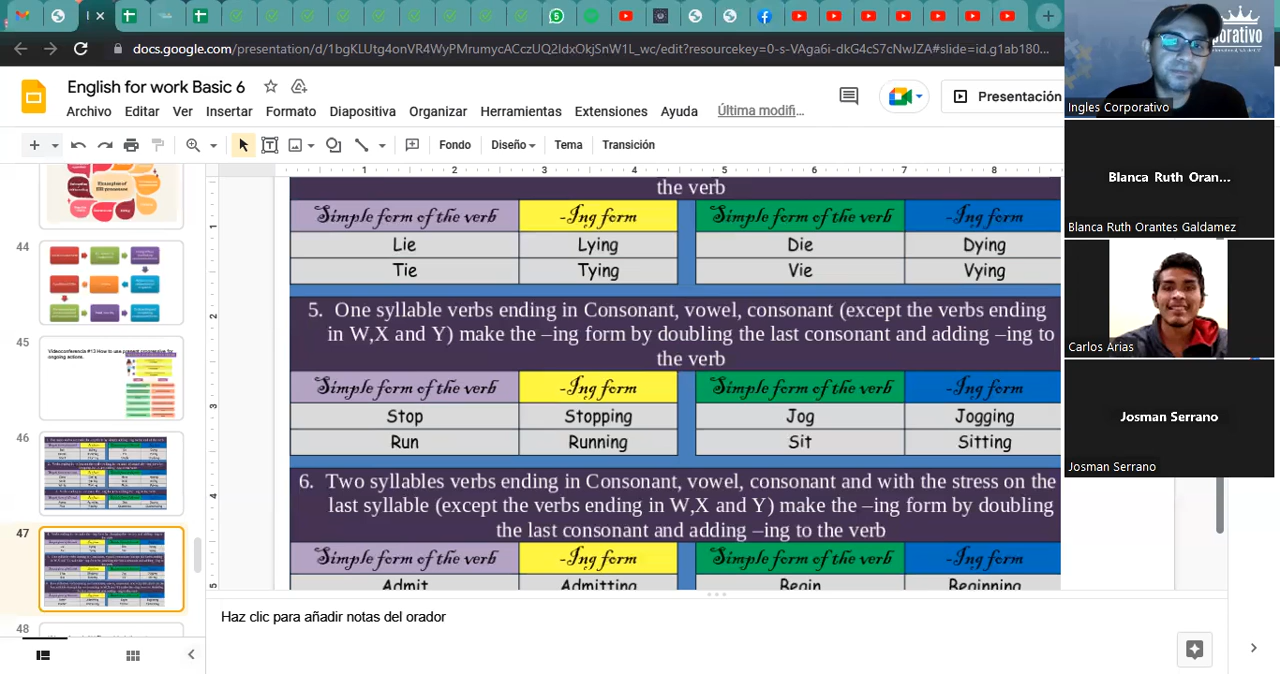 docs.google.com/presentation/d/1bgKLUtg4onVR4WyPMrumycACczUQ2ldxOkjSnW1L_wc/edit?resourcekey=0-s-VAga6i-dkG4cS7cNwJZA#slide=id.g1ab180...
English for work Basic 6
Archivo Editar Ver Insertar Formato Diapositiva Organizar Herramientas Extensiones Ayuda Última modifi...
Presentación
Fondo Diseño Tema Transición
44
45
46
47
48
the verb
Simple form of the verb -Ing form Simple form of the verb -Ing form
Lie Lying Die Dying
Tie Tying Vie Vying
5. One syllable verbs ending in Consonant, vowel, consonant (except the verbs ending
in W,X and Y) make the –ing form by doubling the last consonant and adding –ing to
the verb
Simple form of the verb -Ing form Simple form of the verb -Ing form
Stop Stopping Jog Jogging
Run Running Sit Sitting
6. Two syllables verbs ending in Consonant, vowel, consonant and with the stress on the
last syllable (except the verbs ending in W,X and Y) make the –ing form by doubling
the last consonant and adding –ing to the verb
Simple form of the verb -Ing form Simple form of the verb -Ing form
Admit Admitting Begin Beginning
Haz clic para añadir notas del orador
porativo
Ingles Corporativo
Blanca Ruth Oran...
Blanca Ruth Orantes Galdamez
Carlos Arias
Josman Serrano
Josman Serrano